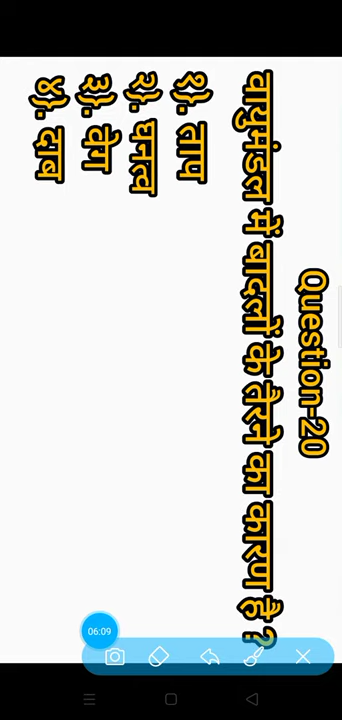 Question-20
वायुमंडल में बादलों के तैरने का कारण है ?
१). ताप
२). घनत्व
३). वेग
४). दाब
06:09